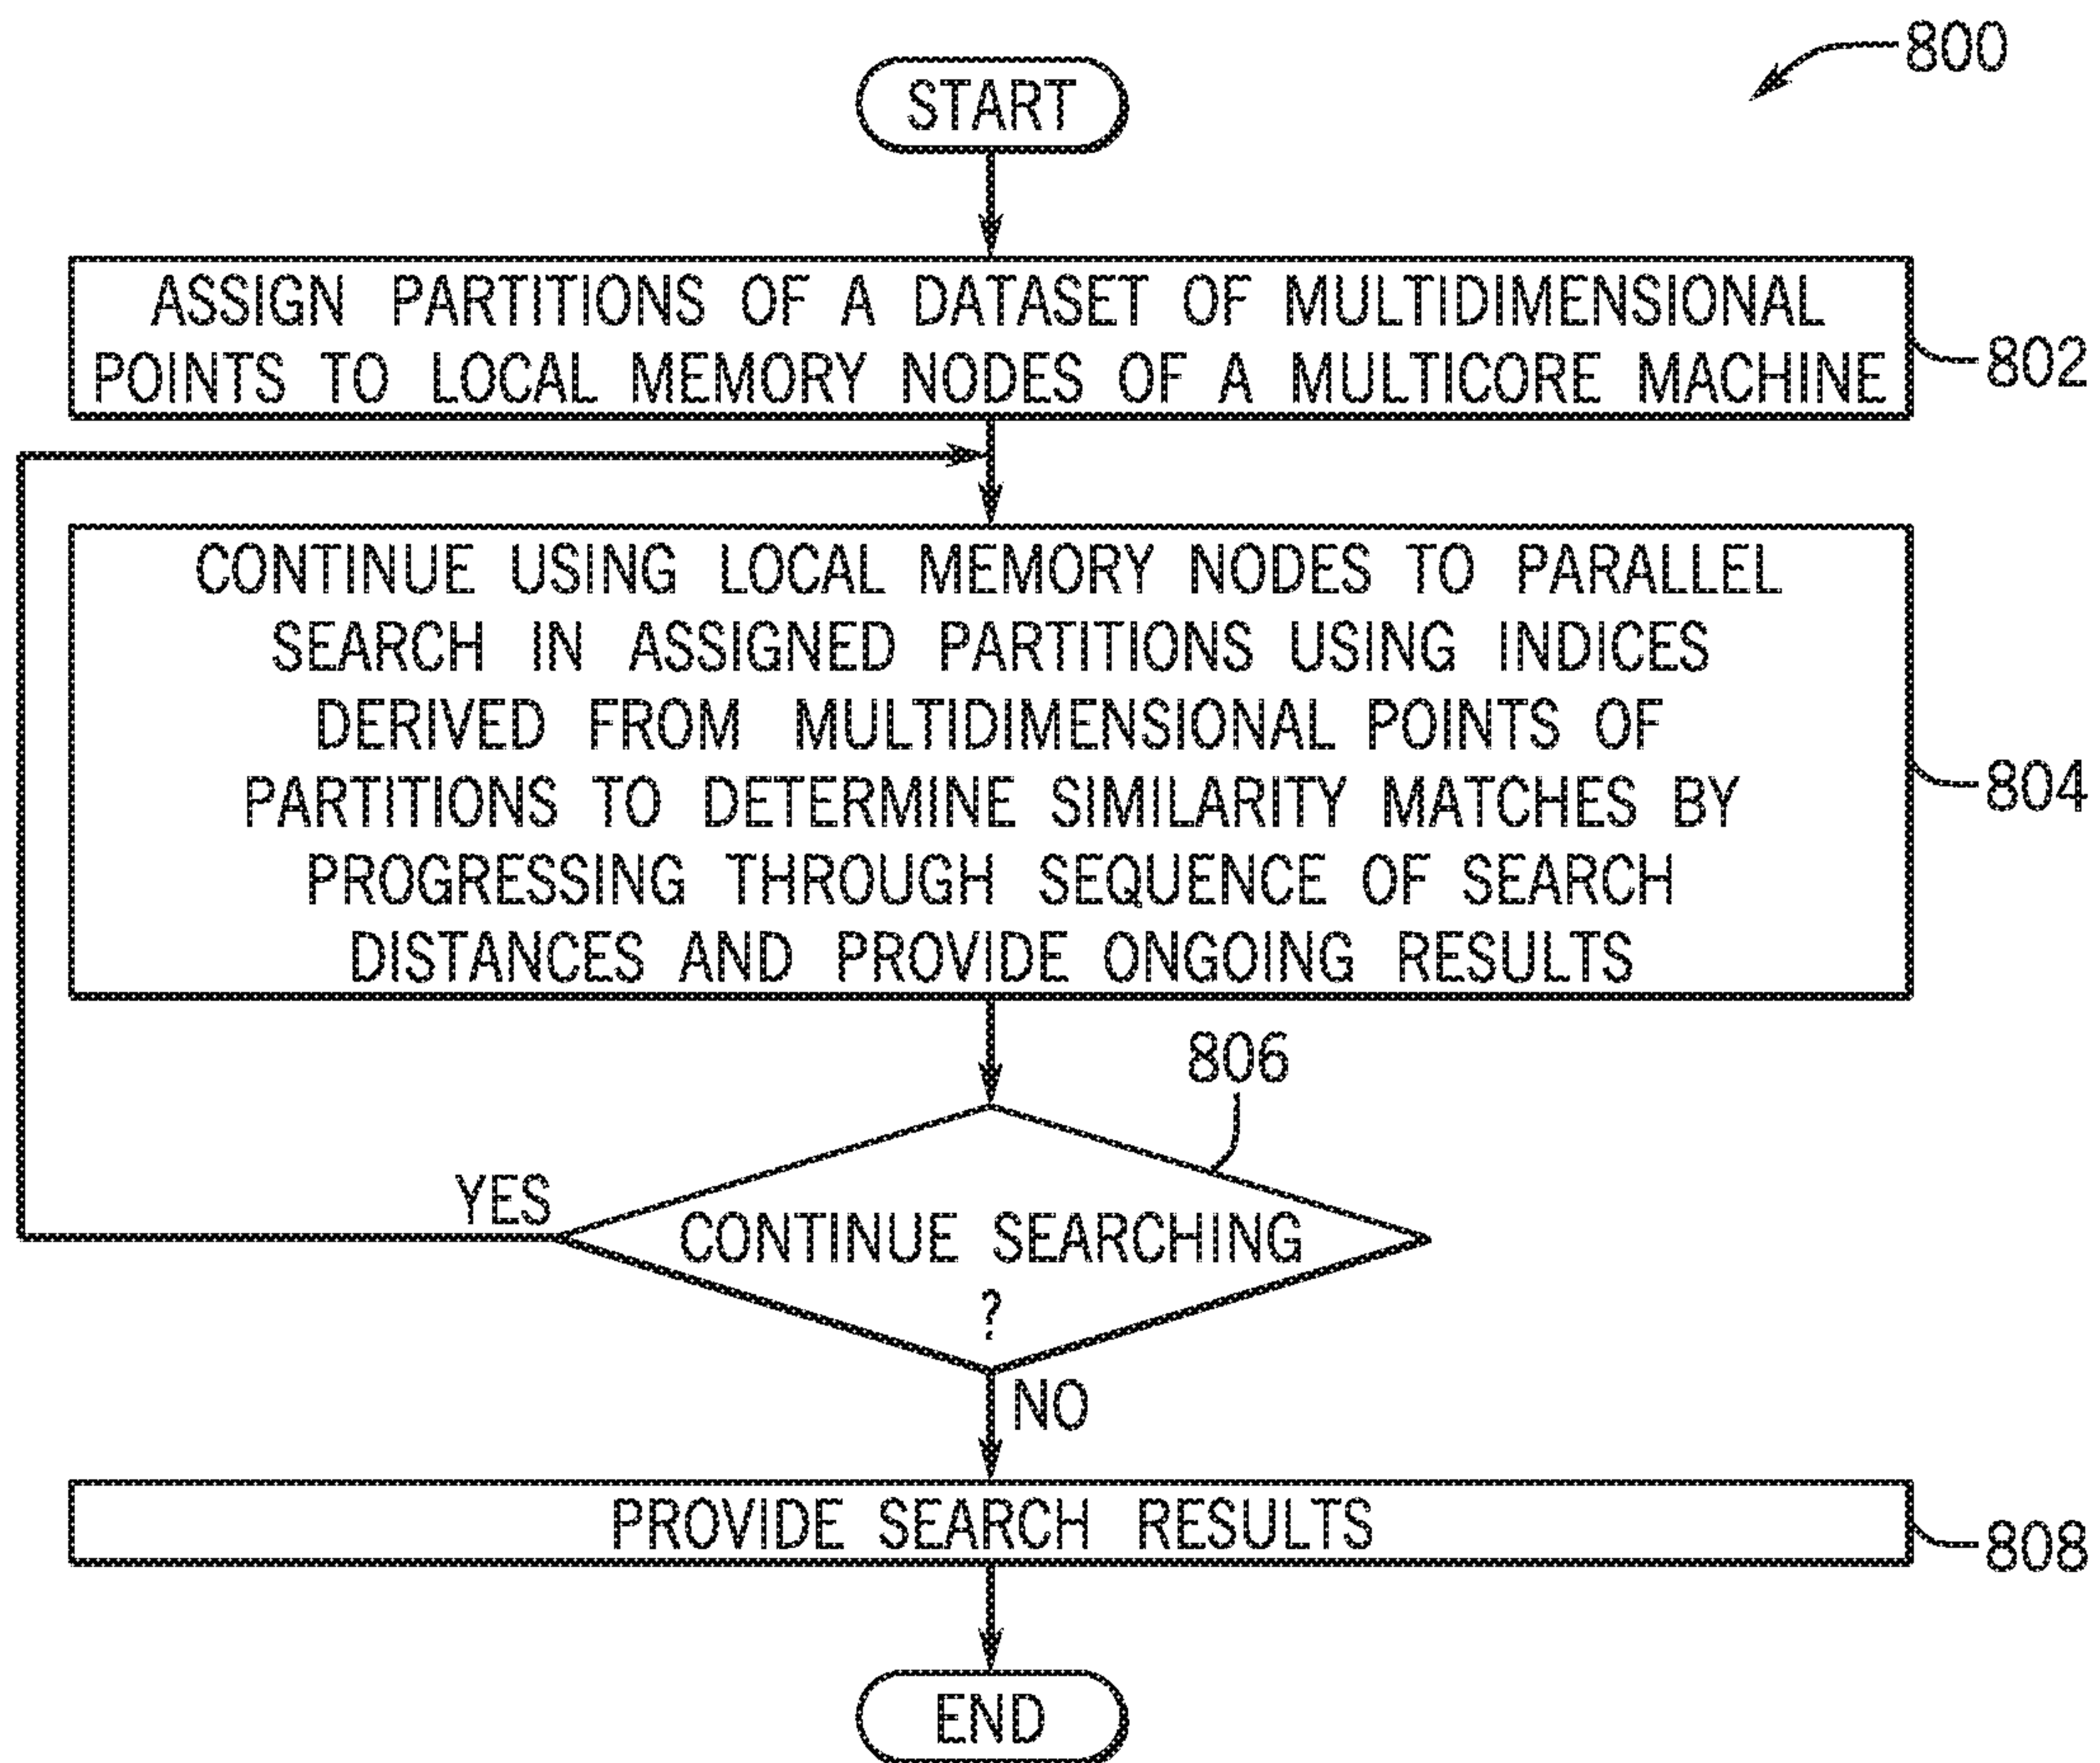 800
START
ASSIGN PARTITIONS OF A DATASET OF MULTIDIMENSIONAL
POINTS TO LOCAL MEMORY NODES OF A MULTICORE MACHINE
802
CONTINUE USING LOCAL MEMORY NODES TO PARALLEL
SEARCH IN ASSIGNED PARTITIONS USING INDICES
DERIVED FROM MULTIDIMENSIONAL POINTS OF
PARTITIONS TO DETERMINE SIMILARITY MATCHES BY
PROGRESSING THROUGH SEQUENCE OF SEARCH
DISTANCES AND PROVIDE ONGOING RESULTS
804
806
YES
CONTINUE SEARCHING
?
NO
PROVIDE SEARCH RESULTS
808
END